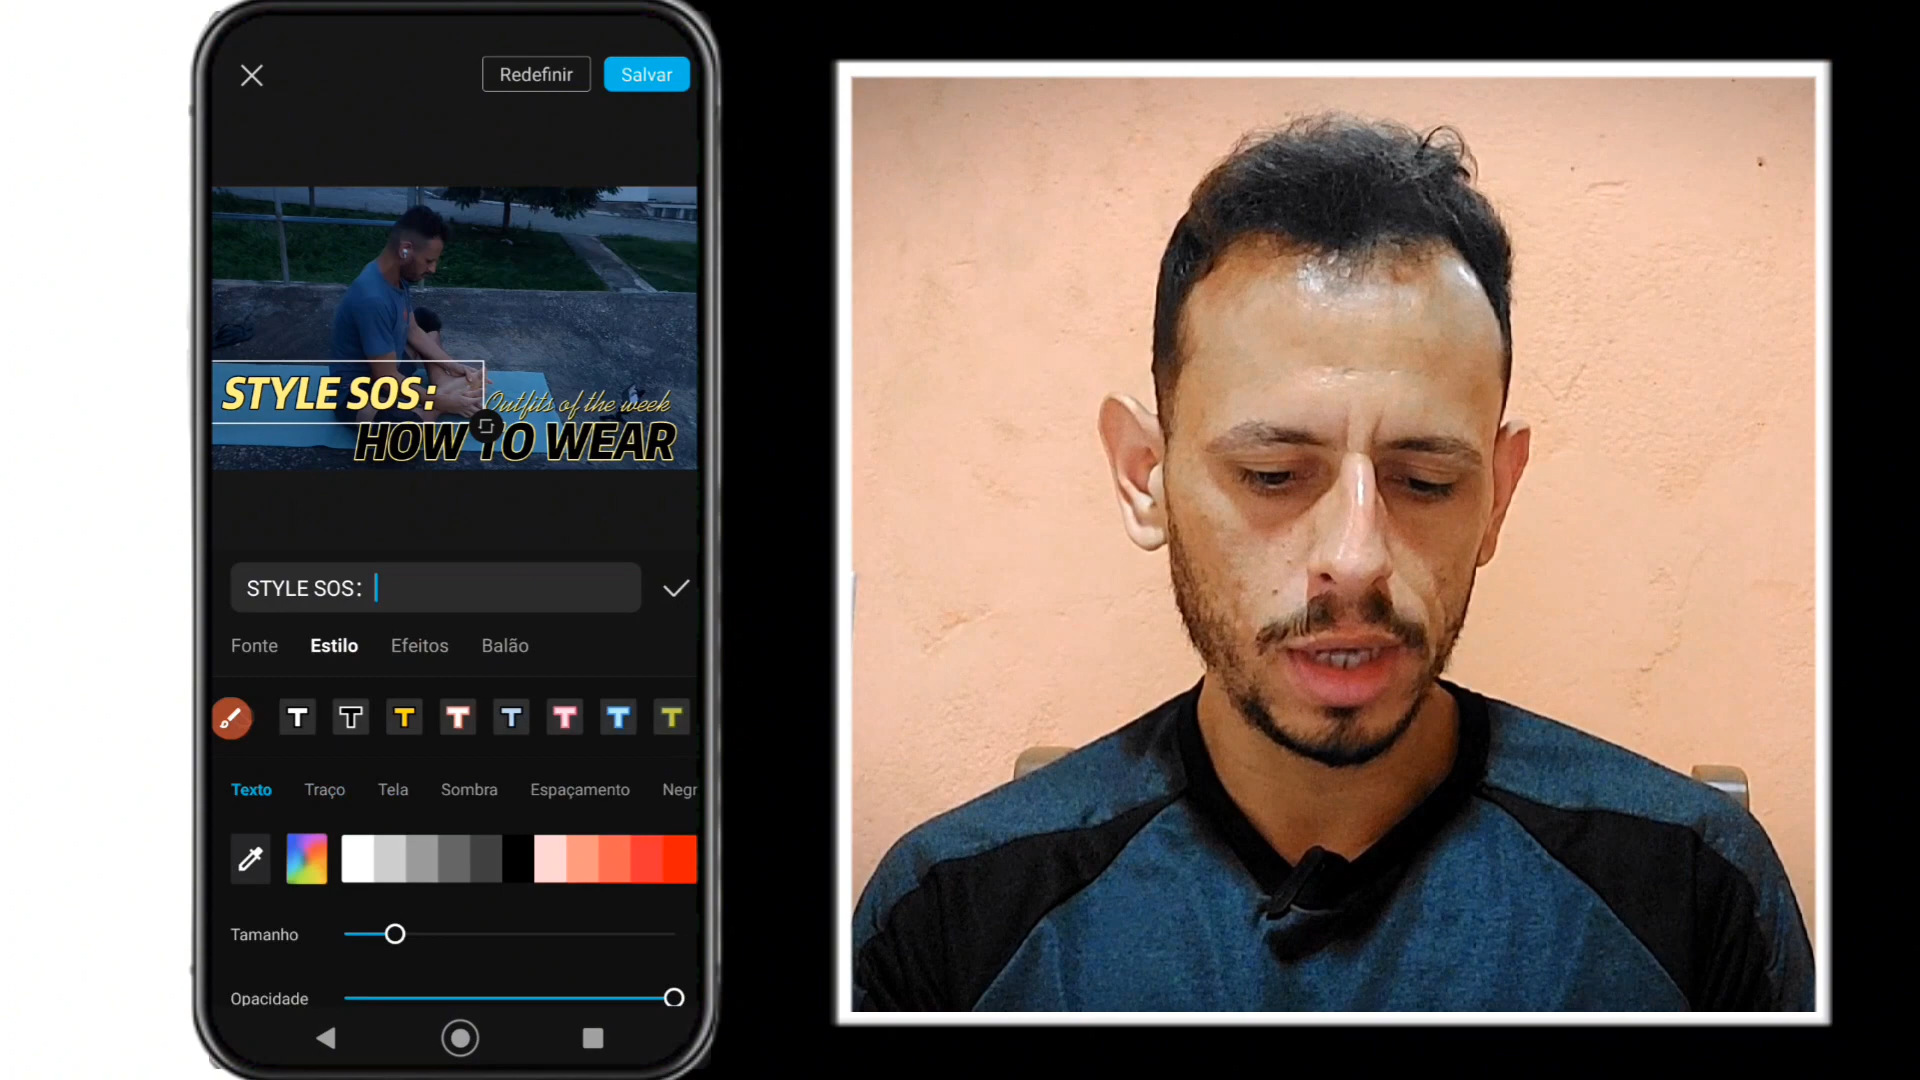 Redefinir Salvar
STYLE SOS:
Outfits of the week
HOW TO WEAR
STYLE SOS:
Fonte Estilo Efeitos Balão
T T T T T T T T
Texto Traço Tela Sombra Espaçamento Negr
Tamanho
Opacidade